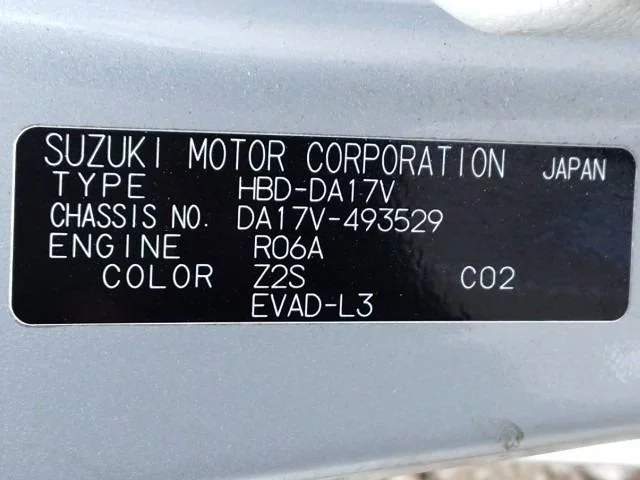 SUZUKI MOTOR CORPORATION JAPAN
TYPE HBD-DA17V
CHASSIS NO. DA17V-493529
ENGINE R06A
COLOR Z2S C02
EVAD-L3